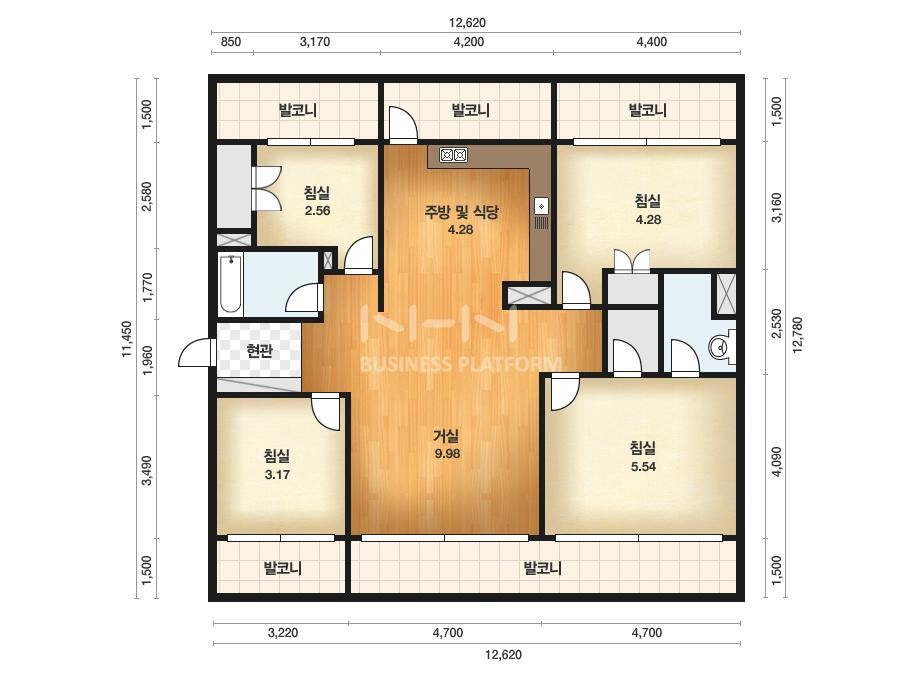 12,620
850
3,170
4,200
4,400
발코니
발코니
발코니
1,500
2,580
1,770
1,960
3,490
1,500
11,450
1,500
3,160
2,530
4,090
1,500
12,780
침실
2.56
주방 및 식당
4.28
침실
4.28
NHN
BUSINESS PLATFORM
현관
거실
9.98
침실
3.17
침실
5.54
발코니
발코니
3,220
4,700
4,700
12,620